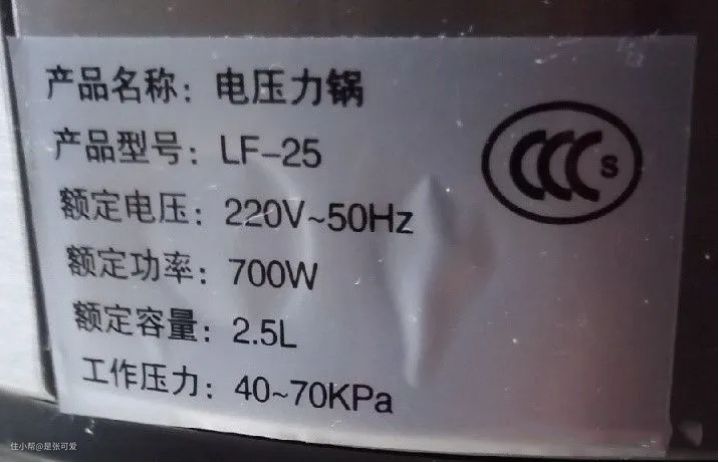 产品名称：电压力锅
产品型号：LF-25
额定电压：220V~50Hz
额定功率：700W
额定容量：2.5L
工作压力：40~70KPa
CCC S
住小帮@是张可爱